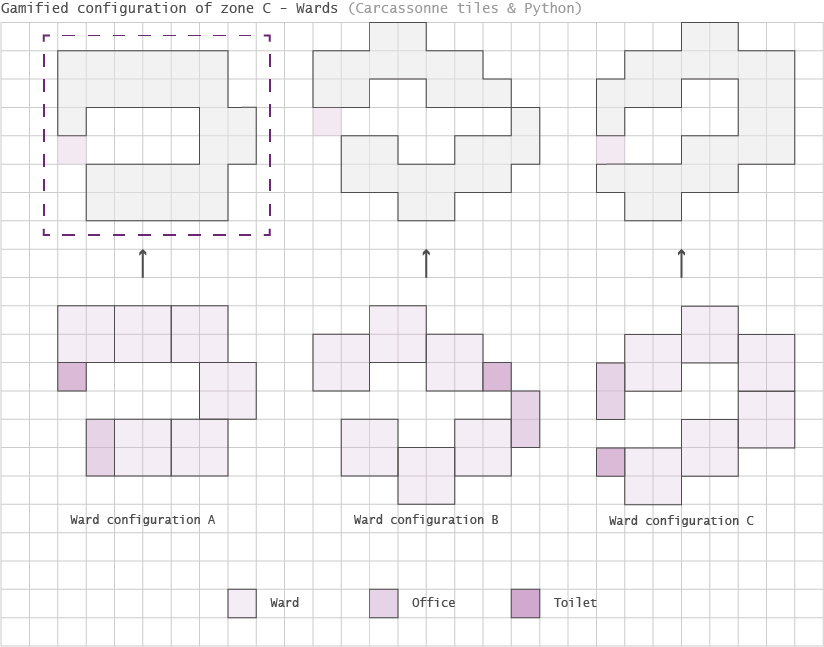 Gamified configuration of zone C - Wards (Carcassonne tiles & Python)
Ward configuration A
Ward configuration B
Ward configuration C
Ward
Office
Toilet